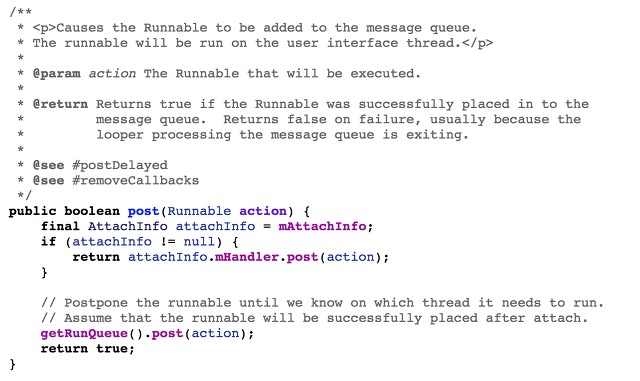 /**
 * <p>Causes the Runnable to be added to the message queue.
 * The runnable will be run on the user interface thread.</p>
 *
 * @param action The Runnable that will be executed.
 *
 * @return Returns true if the Runnable was successfully placed in to the
 *         message queue.  Returns false on failure, usually because the
 *         looper processing the message queue is exiting.
 *
 * @see #postDelayed
 * @see #removeCallbacks
 */
public boolean post(Runnable action) {
    final AttachInfo attachInfo = mAttachInfo;
    if (attachInfo != null) {
        return attachInfo.mHandler.post(action);
    }

    // Postpone the runnable until we know on which thread it needs to run.
    // Assume that the runnable will be successfully placed after attach.
    getRunQueue().post(action);
    return true;
}